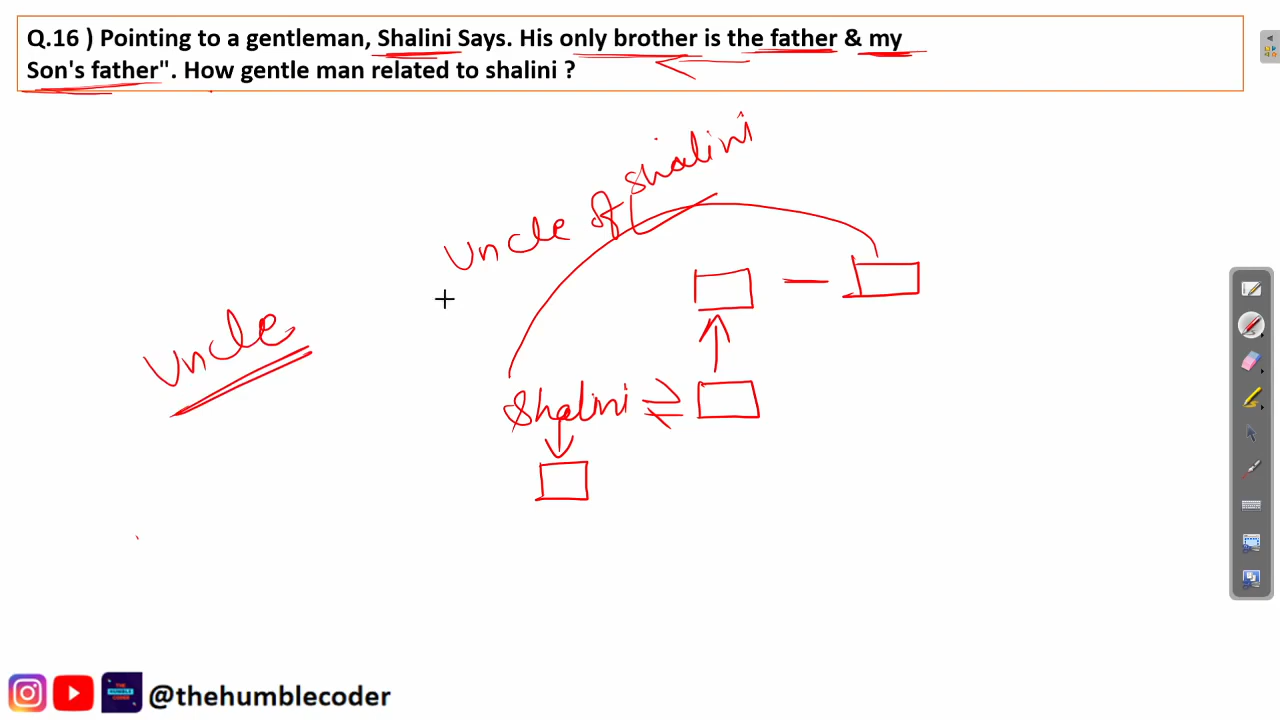 Q.16 ) Pointing to a gentleman, Shalini Says. His only brother is the father & my
Son's father". How gentle man related to shalini ?
Uncle of Shalini
Uncle
Shalini
@thehumblecoder